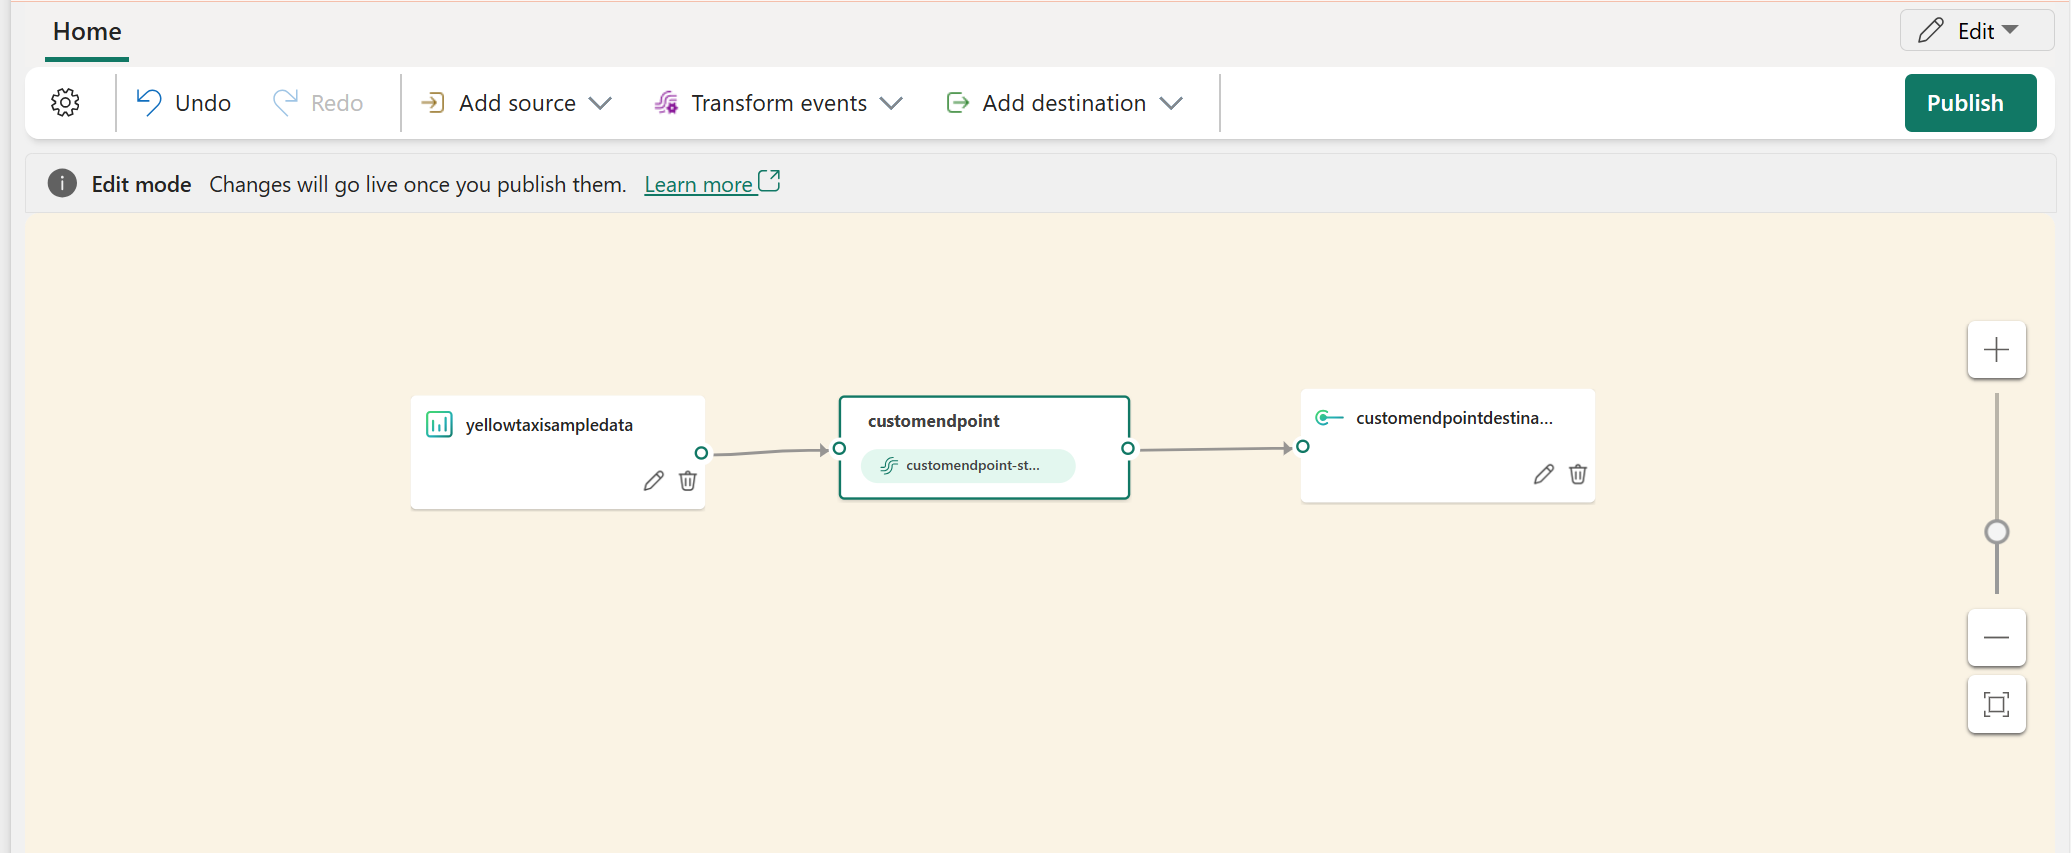 Home
Edit
Undo
Redo
Add source
Transform events
Add destination
Publish
Edit mode Changes will go live once you publish them. Learn more
yellowtaxisampledata
customendpoint
customendpoint-st...
customendpointdestina...